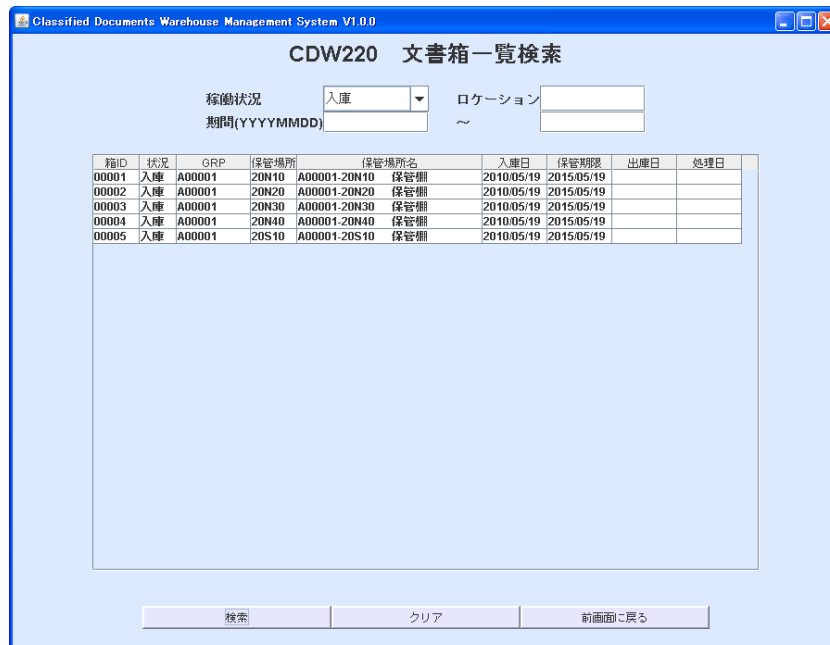 Classified Documents Warehouse Management System V1.0.0
CDW220 文書箱一覧検索
稼働状況 入庫 ロケーション
期間(YYYYMMDD) ～
箱ID 状況 GRP 保管場所 保管場所名 入庫日 保管期限 出庫日 処理日
00001 入庫 A00001 20N10 A00001-20N10 保管棚 2010/05/19 2015/05/19
00002 入庫 A00001 20N20 A00001-20N20 保管棚 2010/05/19 2015/05/19
00003 入庫 A00001 20N30 A00001-20N30 保管棚 2010/05/19 2015/05/19
00004 入庫 A00001 20N40 A00001-20N40 保管棚 2010/05/19 2015/05/19
00005 入庫 A00001 20S10 A00001-20S10 保管棚 2010/05/19 2015/05/19
検索 クリア 前画面に戻る